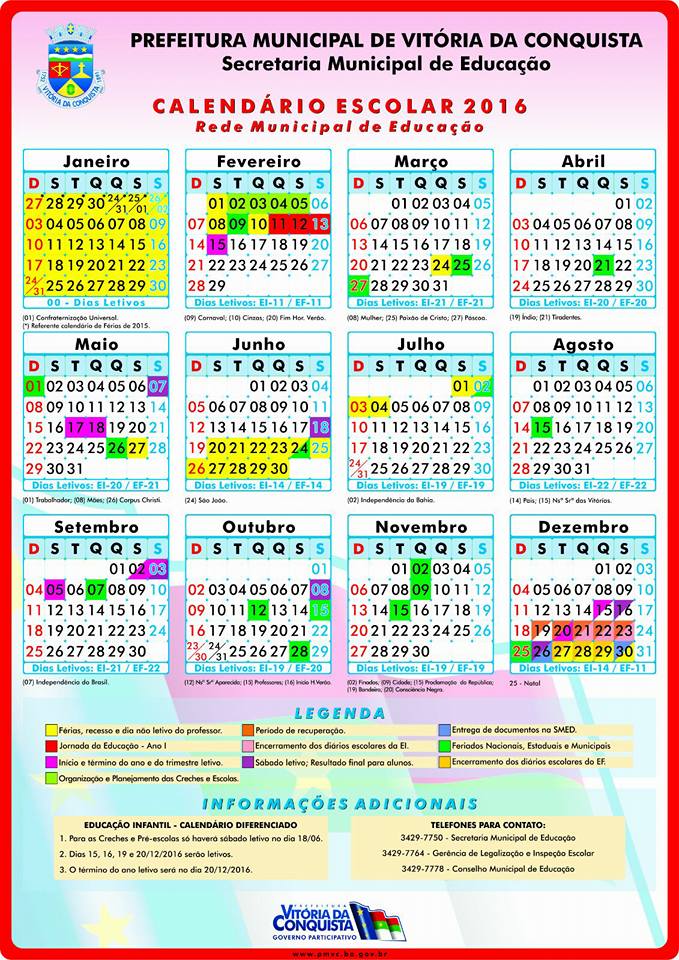 PREFEITURA MUNICIPAL DE VITÓRIA DA CONQUISTA
Secretaria Municipal de Educação
VITÓRIA DA CONQUISTA
CALENDÁRIO ESCOLAR 2016
Rede Municipal de Educação
Janeiro
D S T Q Q S S
27 28 29 30 24/31 25/01 26/02
03 04 05 06 07 08 09
10 11 12 13 14 15 16
17 18 19 20 21 22 23
24/31 25 26 27 28 29 30
00 - Dias Letivos
(01) Confraternização Universal.
(*) Referente calendário de Férias de 2015.
Fevereiro
D S T Q Q S S
01 02 03 04 05 06
07 08 09 10 11 12 13
14 15 16 17 18 19 20
21 22 23 24 25 26 27
28 29
Dias Letivos: EI-11 / EF-11
(09) Carnaval; (10) Cinzas; (20) Fim Hor. Verão.
Março
D S T Q Q S S
01 02 03 04 05
06 07 08 09 10 11 12
13 14 15 16 17 18 19
20 21 22 23 24 25 26
27 28 29 30 31
Dias Letivos: EI-21 / EF-21
(08) Mulher; (25) Paixão de Cristo; (27) Páscoa.
Abril
D S T Q Q S S
01 02
03 04 05 06 07 08 09
10 11 12 13 14 15 16
17 18 19 20 21 22 23
24 25 26 27 28 29 30
Dias Letivos: EI-20 / EF-20
(19) Índio; (21) Tiradentes.
Maio
D S T Q Q S S
01 02 03 04 05 06 07
08 09 10 11 12 13 14
15 16 17 18 19 20 21
22 23 24 25 26 27 28
29 30 31
Dias Letivos: EI-20 / EF-21
(01) Trabalhador; (08) Mães; (26) Corpus Christi.
Junho
D S T Q Q S S
01 02 03 04
05 06 07 08 09 10 11
12 13 14 15 16 17 18
19 20 21 22 23 24 25
26 27 28 29 30
Dias Letivos: EI-14 / EF-14
(24) São João.
Julho
D S T Q Q S S
01 02
03 04 05 06 07 08 09
10 11 12 13 14 15 16
17 18 19 20 21 22 23
24/31 25 26 27 28 29 30
Dias Letivos: EI-19 / EF-19
(02) Independência da Bahia.
Agosto
D S T Q Q S S
01 02 03 04 05 06
07 08 09 10 11 12 13
14 15 16 17 18 19 20
21 22 23 24 25 26 27
28 29 30 31
Dias Letivos: EI-22 / EF-22
(14) Pais; (15) Nsª Srª das Vitórias.
Setembro
D S T Q Q S S
01 02 03
04 05 06 07 08 09 10
11 12 13 14 15 16 17
18 19 20 21 22 23 24
25 26 27 28 29 30
Dias Letivos: EI-21 / EF-22
(07) Independência do Brasil.
Outubro
D S T Q Q S S
01
02 03 04 05 06 07 08
09 10 11 12 13 14 15
16 17 18 19 20 21 22
23/30 24/31 25 26 27 28 29
Dias Letivos: EI-19 / EF-20
(12) Nsª Srª Aparecida; (15) Professores; (16) Início H.Verão.
Novembro
D S T Q Q S S
01 02 03 04 05
06 07 08 09 10 11 12
13 14 15 16 17 18 19
20 21 22 23 24 25 26
27 28 29 30
Dias Letivos: EI-19 / EF-19
(02) Finados; (09) Cidade; (15) Proclamação da República;
(19) Bandeira; (20) Consciência Negra.
Dezembro
D S T Q Q S S
01 02 03
04 05 06 07 08 09 10
11 12 13 14 15 16 17
18 19 20 21 22 23 24
25 26 27 28 29 30 31
Dias Letivos: EI-14 / EF-11
25 - Natal
LEGENDA
Férias, recesso e dia não letivo do professor.
Jornada da Educação - Ano I
Início e término do ano e do trimestre letivo.
Organização e Planejamento das Creches e Escolas.
Período de recuperação.
Encerramento dos diários escolares da EI.
Sábado letivo; Resultado final para alunos.
Entrega de documentos na SMED.
Feriados Nacionais, Estaduais e Municipais
Encerramento dos diários escolares do EF.
INFORMAÇÕES ADICIONAIS
EDUCAÇÃO INFANTIL - CALENDÁRIO DIFERENCIADO
1. Para as Creches e Pré-escolas só haverá sábado letivo no dia 18/06.
2. Dias 15, 16, 19 e 20/12/2016 serão letivos.
3. O término do ano letivo será no dia 20/12/2016.
TELEFONES PARA CONTATO:
3429-7750 - Secretaria Municipal de Educação
3429-7764 - Gerência de Legalização e Inspeção Escolar
3429-7778 - Conselho Municipal de Educação
PREFEITURA
VITÓRIA DA
CONQUISTA
GOVERNO PARTICIPATIVO
www.pmvc.ba.gov.br